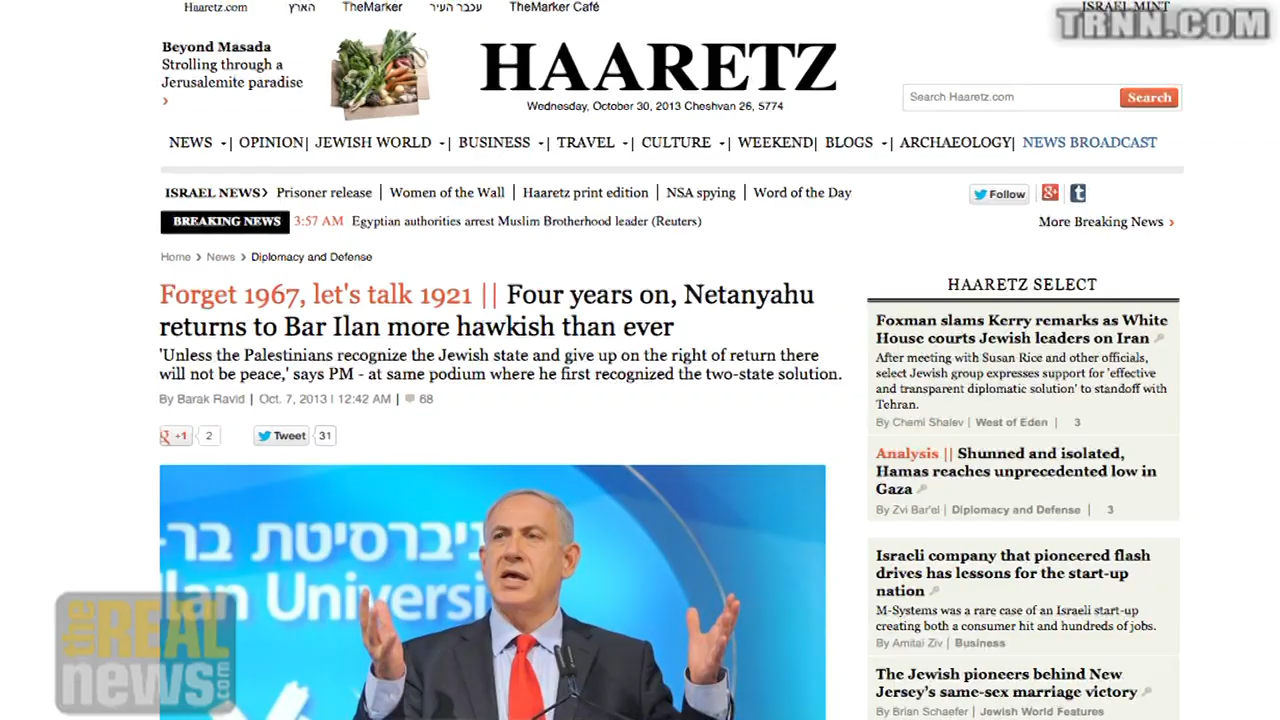 Haaretz.com הארץ TheMarker עכבר העיר TheMarker Café ISRAEL MINT
TRNN.COM
Beyond Masada
Strolling through a
Jerusalemite paradise
›
HAARETZ
Wednesday, October 30, 2013 Cheshvan 26, 5774
Search Haaretz.com Search
NEWS | OPINION | JEWISH WORLD | BUSINESS | TRAVEL | CULTURE | WEEKEND | BLOGS | ARCHAEOLOGY | NEWS BROADCAST
ISRAEL NEWS › Prisoner release | Women of the Wall | Haaretz print edition | NSA spying | Word of the Day
Follow
BREAKING NEWS 3:57 AM Egyptian authorities arrest Muslim Brotherhood leader (Reuters)
More Breaking News ›
Home › News › Diplomacy and Defense
Forget 1967, let's talk 1921 || Four years on, Netanyahu
returns to Bar Ilan more hawkish than ever
'Unless the Palestinians recognize the Jewish state and give up on the right of return there
will not be peace,' says PM - at same podium where he first recognized the two-state solution.
By Barak Ravid | Oct. 7, 2013 | 12:42 AM | 68
g +1 2 Tweet 31
ניברסיטת בר-
lan Universi
the REAL
news.com
HAARETZ SELECT
Foxman slams Kerry remarks as White
House courts Jewish leaders on Iran
After meeting with Susan Rice and other officials,
select Jewish group expresses support for 'effective
and transparent diplomatic solution' to standoff with
Tehran.
By Chemi Shalev | West of Eden | 3
Analysis || Shunned and isolated,
Hamas reaches unprecedented low in
Gaza
By Zvi Bar'el | Diplomacy and Defense | 3
Israeli company that pioneered flash
drives has lessons for the start-up
nation
M-Systems was a rare case of an Israeli start-up
creating both a consumer hit and hundreds of jobs.
By Amitai Ziv | Business
The Jewish pioneers behind New
Jersey's same-sex marriage victory
By Brian Schaefer | Jewish World Features